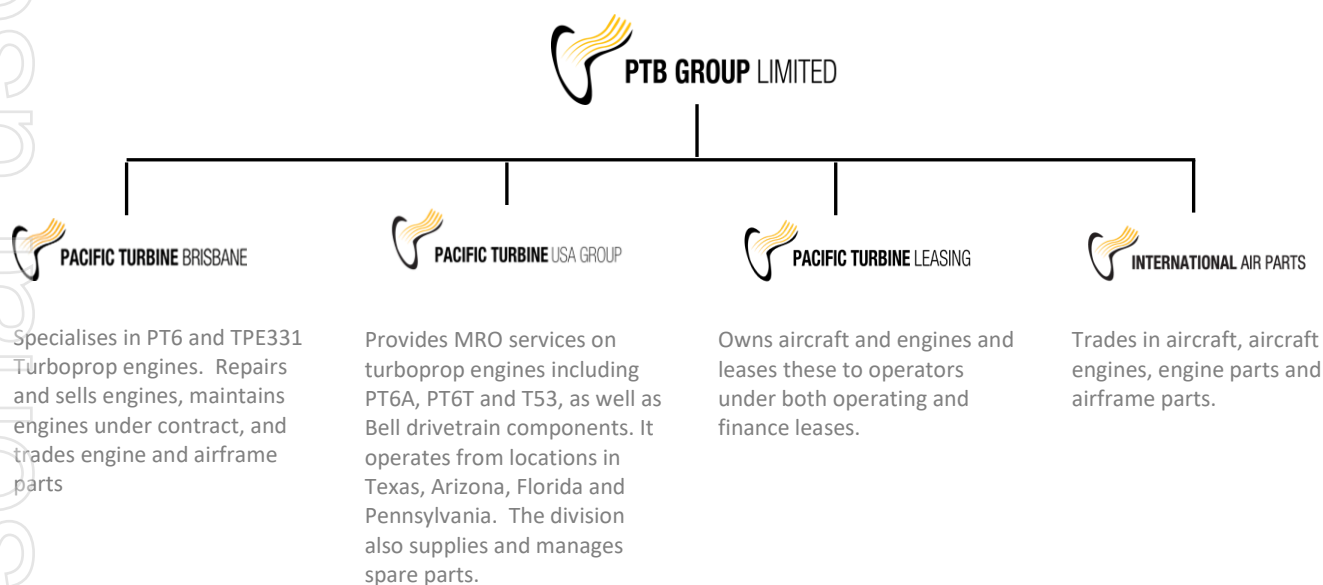 PTB GROUP LIMITED
PACIFIC TURBINE BRISBANE
Specialises in PT6 and TPE331
Turboprop engines. Repairs
and sells engines, maintains
engines under contract, and
trades engine and airframe
parts
PACIFIC TURBINE USA GROUP
Provides MRO services on
turboprop engines including
PT6A, PT6T and T53, as well as
Bell drivetrain components. It
operates from locations in
Texas, Arizona, Florida and
Pennsylvania. The division
also supplies and manages
spare parts.
PACIFIC TURBINE LEASING
Owns aircraft and engines and
leases these to operators
under both operating and
finance leases.
INTERNATIONAL AIR PARTS
Trades in aircraft, aircraft
engines, engine parts and
airframe parts.